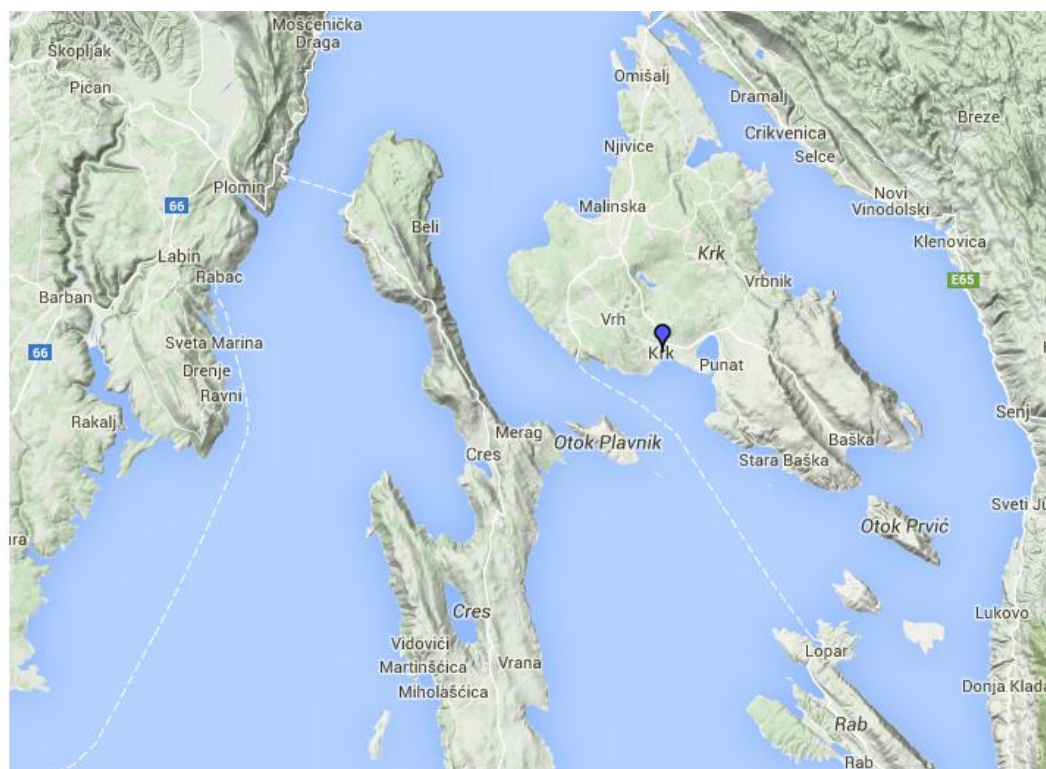 Mošćenička
Draga
Škopljak
Pićan
Plomin
66
Labin
Rabac
Barban
66
Sveta Marina
Drenje
Ravni
Rakalj
Beli
Merag
Cres
Cres
Vidovići
Martinšćica
Miholašćica
Vrana
Omišalj
Njivice
Malinska
Krk
Vrbnik
Vrh
Krk
Punat
Otok Plavnik
Baška
Stara Baška
Otok Prvić
Dramalj
Crikvenica
Selce
Breze
Novi
Vinodolski
Klenovica
E65
Senj
Sveti Ju
Lukovo
Donja Klada
Lopar
Rab
Rab